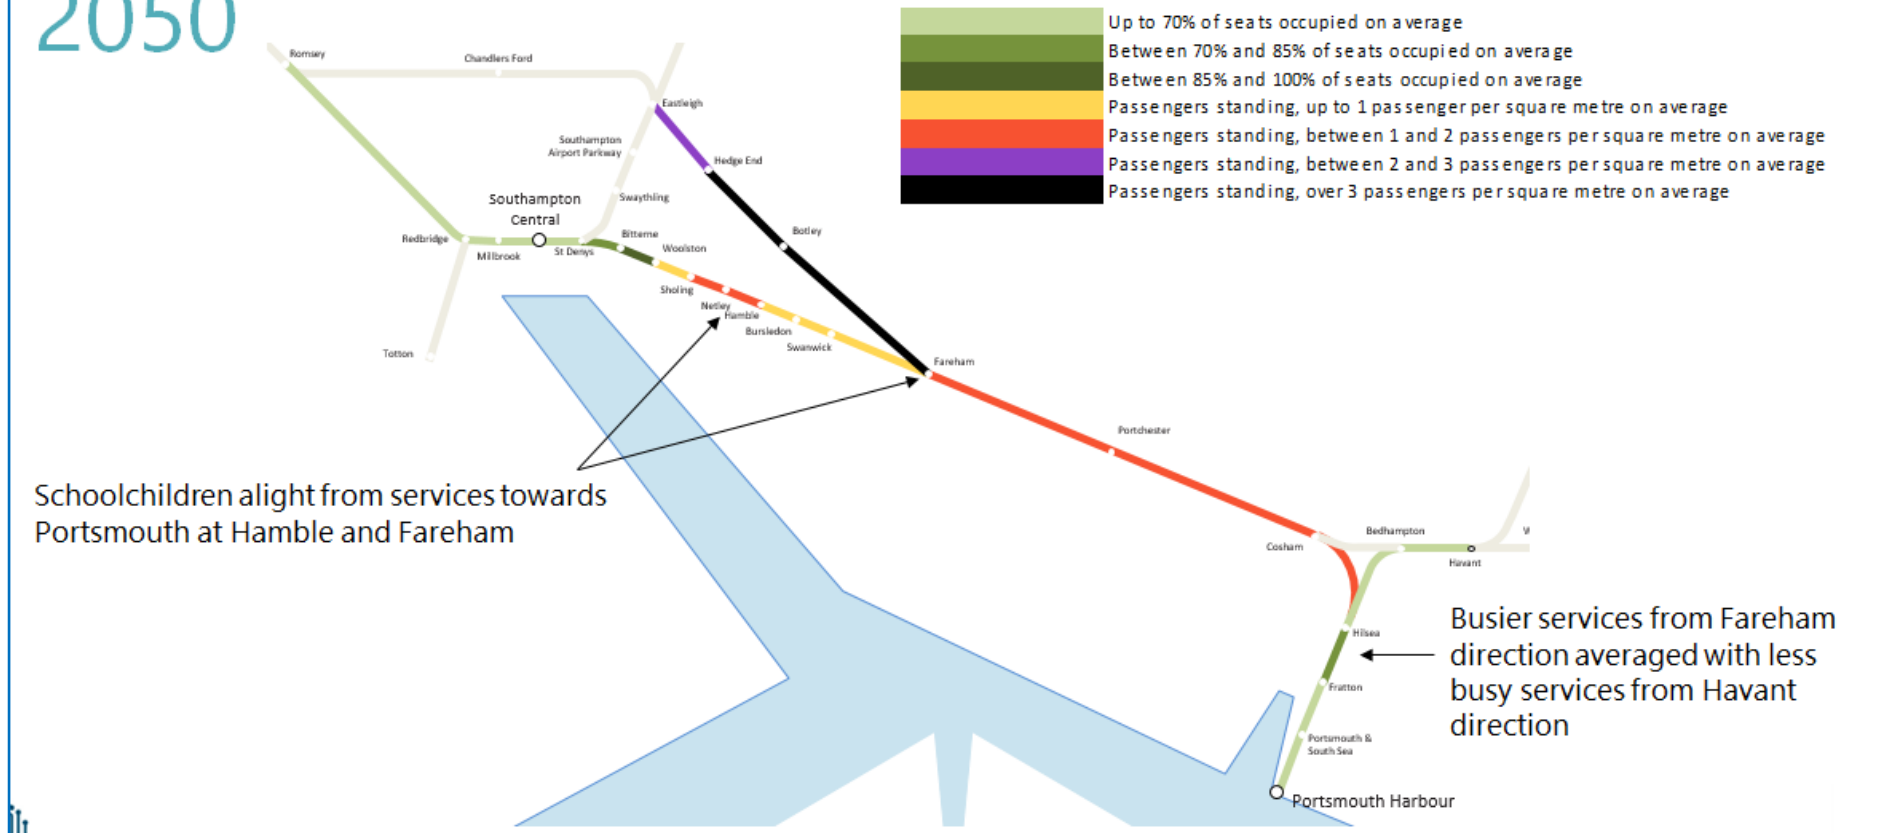 2050
Up to 70% of seats occupied on average
Between 70% and 85% of seats occupied on average
Between 85% and 100% of seats occupied on average
Passengers standing, up to 1 passenger per square metre on average
Passengers standing, between 1 and 2 passengers per square metre on average
Passengers standing, between 2 and 3 passengers per square metre on average
Passengers standing, over 3 passengers per square metre on average
Romsey
Chandlers Ford
Eastleigh
Southampton
Airport Parkway
Hedge End
Southampton
Central
Swaythling
Redbridge
Millbrook
St Denys
Bitterne
Woolston
Botley
Sholing
Netley
Hamble
Bursledon
Swanwick
Totton
Fareham
Portchester
Schoolchildren alight from services towards
Portsmouth at Hamble and Fareham
Cosham
Bedhampton
Havant
Hilsea
Busier services from Fareham
direction averaged with less
busy services from Havant
direction
Fratton
Portsmouth &
South Sea
Portsmouth Harbour